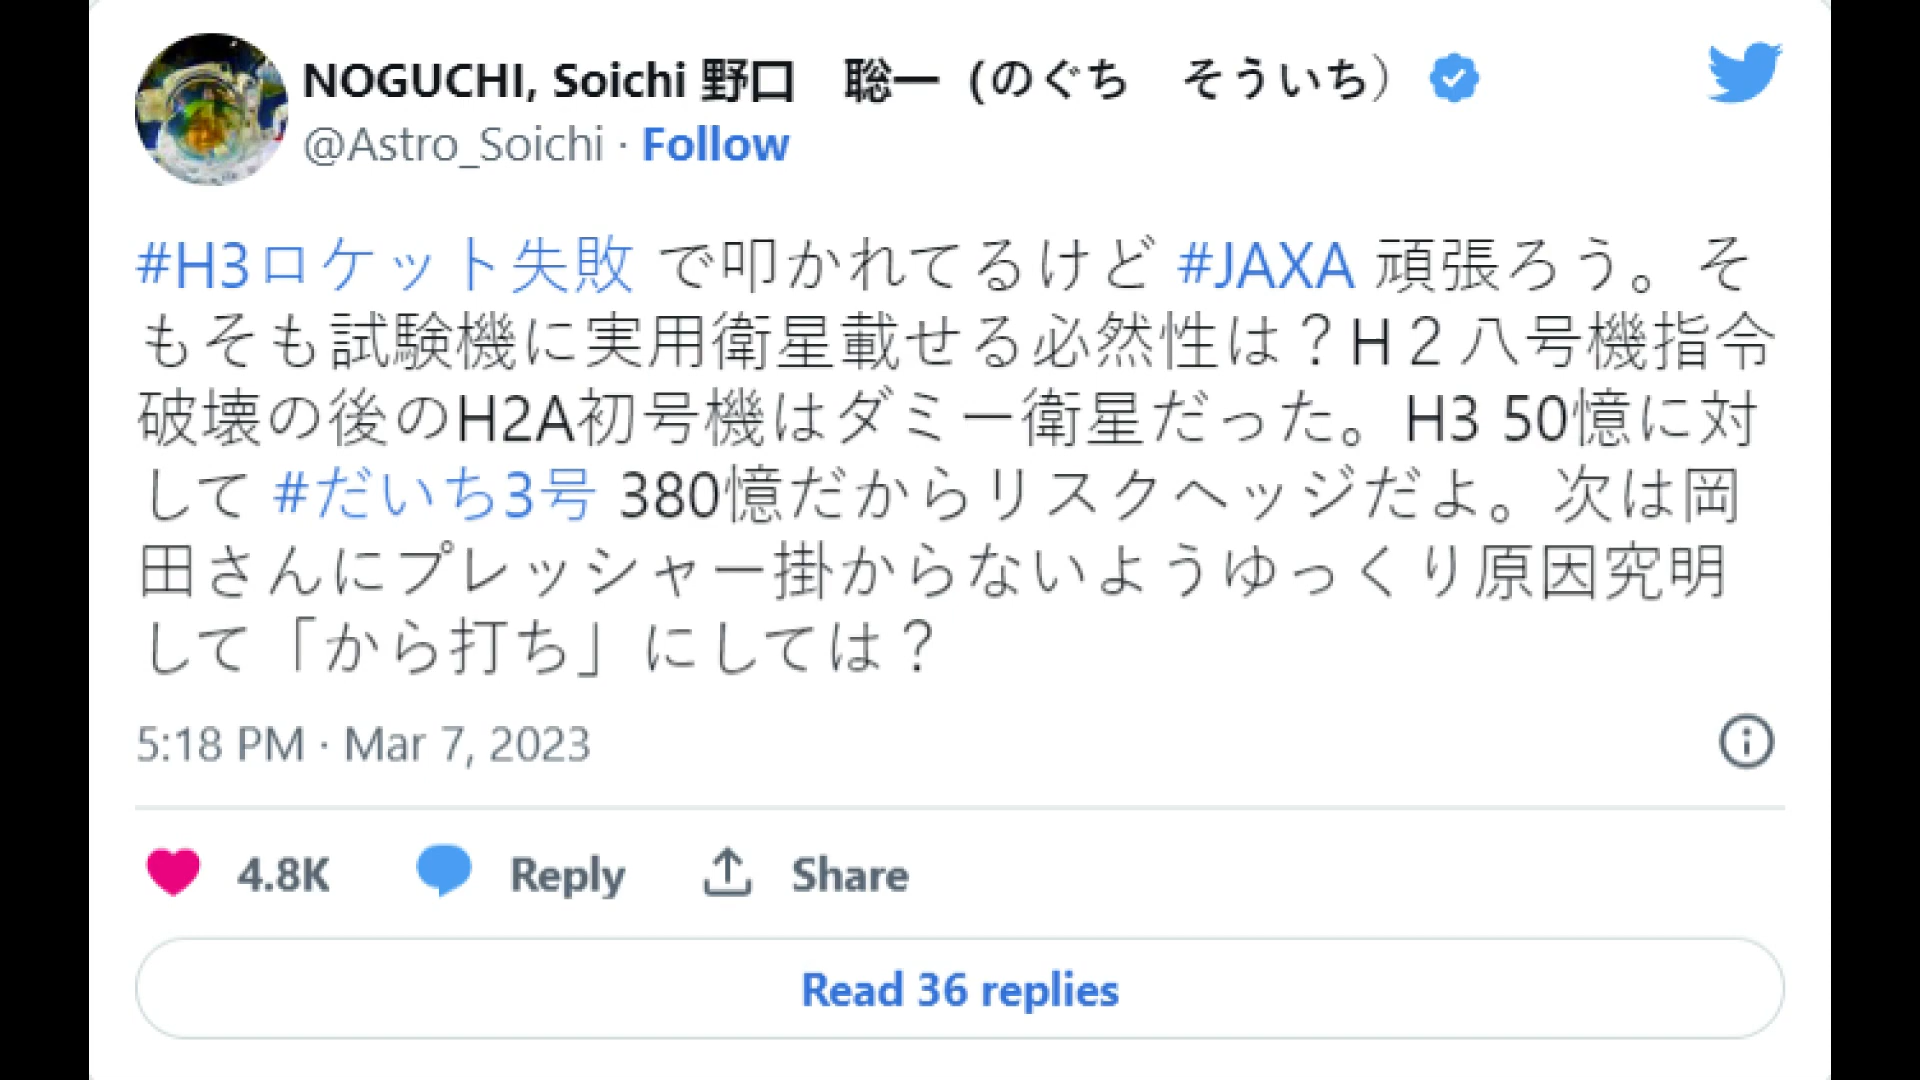 NOGUCHI, Soichi 野口　聡一（のぐち　そういち）
@Astro_Soichi · Follow
#H3ロケット失敗 で叩かれてるけど #JAXA 頑張ろう。そ
もそも試験機に実用衛星載せる必然性は？H２八号機指令
破壊の後のH2A初号機はダミー衛星だった。H3 50憶に対
して #だいち3号 380憶だからリスクヘッジだよ。次は岡
田さんにプレッシャー掛からないようゆっくり原因究明
して「から打ち」にしては？
5:18 PM · Mar 7, 2023
4.8K Reply Share
Read 36 replies